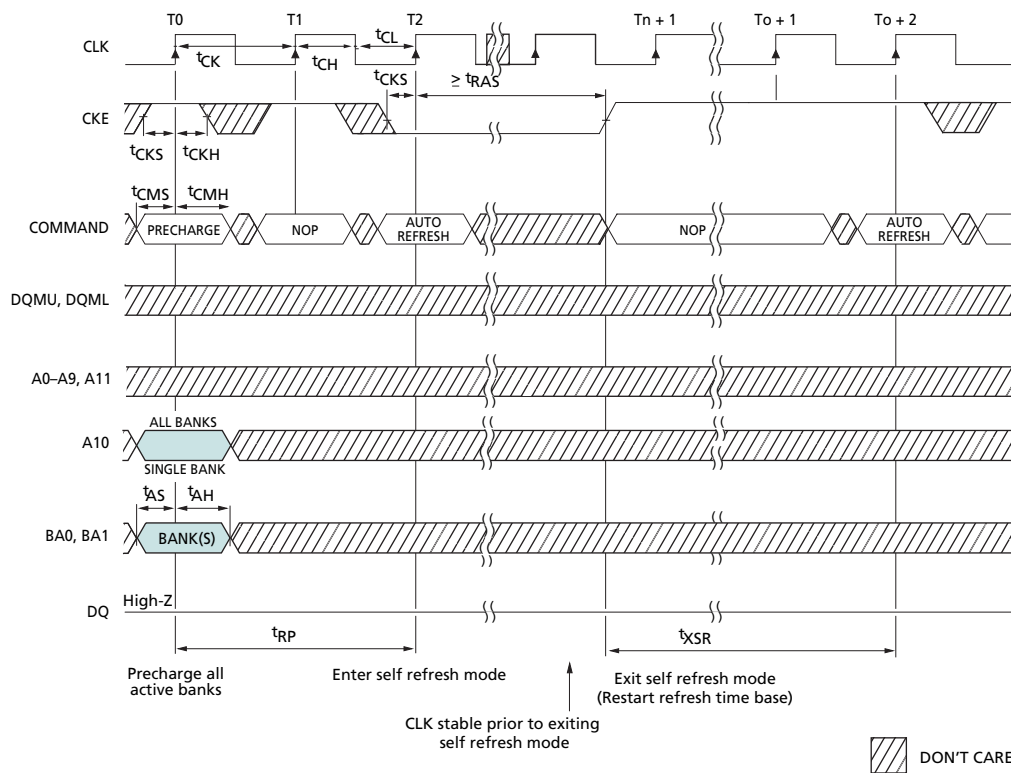 T0 T1 T2 Tn + 1 To + 1 To + 2
CLK
tCK tCH tCL
tCKS ≥ tRAS
CKE
tCKS tCKH
tCMS tCMH
COMMAND PRECHARGE NOP AUTO REFRESH NOP AUTO REFRESH
DQMU, DQML
A0–A9, A11
ALL BANKS
A10
SINGLE BANK
tAS tAH
BA0, BA1 BANK(S)
High-Z
DQ
tRP tXSR
Precharge all
active banks
Enter self refresh mode
Exit self refresh mode
(Restart refresh time base)
CLK stable prior to exiting
self refresh mode
DON'T CARE